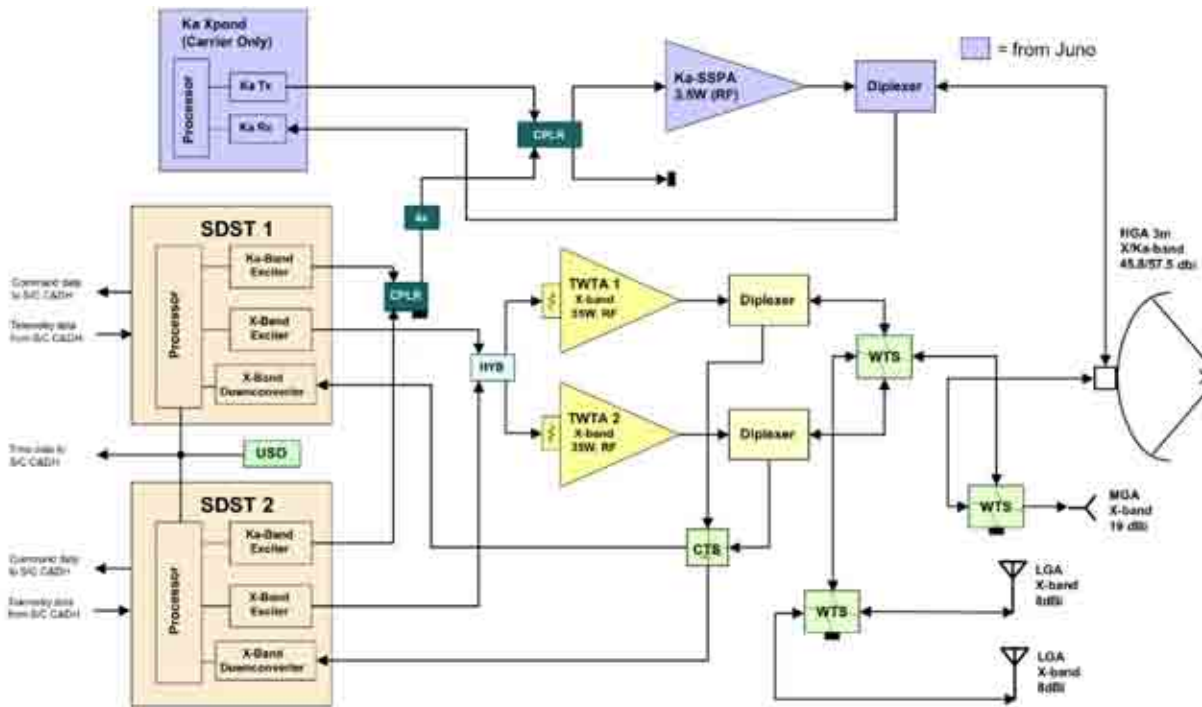 Ka Xpond
(Carrier Only)
Processor
Ka Tx
Ka Rx
CPLR
Ka-SSPA
3.5W (RF)
Diplexer
= from Juno
4x
SDST 1
Processor
Ka-Band
Exciter
X-Band
Exciter
X-Band
Downconverter
Command data
to S/C C&DH
Telemetry data
from S/C C&DH
CPLR
HYB
TWTA 1
X-band
35W, RF
Diplexer
WTS
HGA 3m
X/Ka-band
45.8/57.5 dbi
TWTA 2
X-band
35W, RF
Diplexer
Time data to
S/C C&DH
USO
WTS
MGA
X-band
19 dBi
SDST 2
Processor
Ka-Band
Exciter
X-Band
Exciter
X-Band
Downconverter
Command data
to S/C C&DH
Telemetry data
from S/C C&DH
CTS
WTS
LGA
X-band
8dBi
LGA
X-band
8dBi